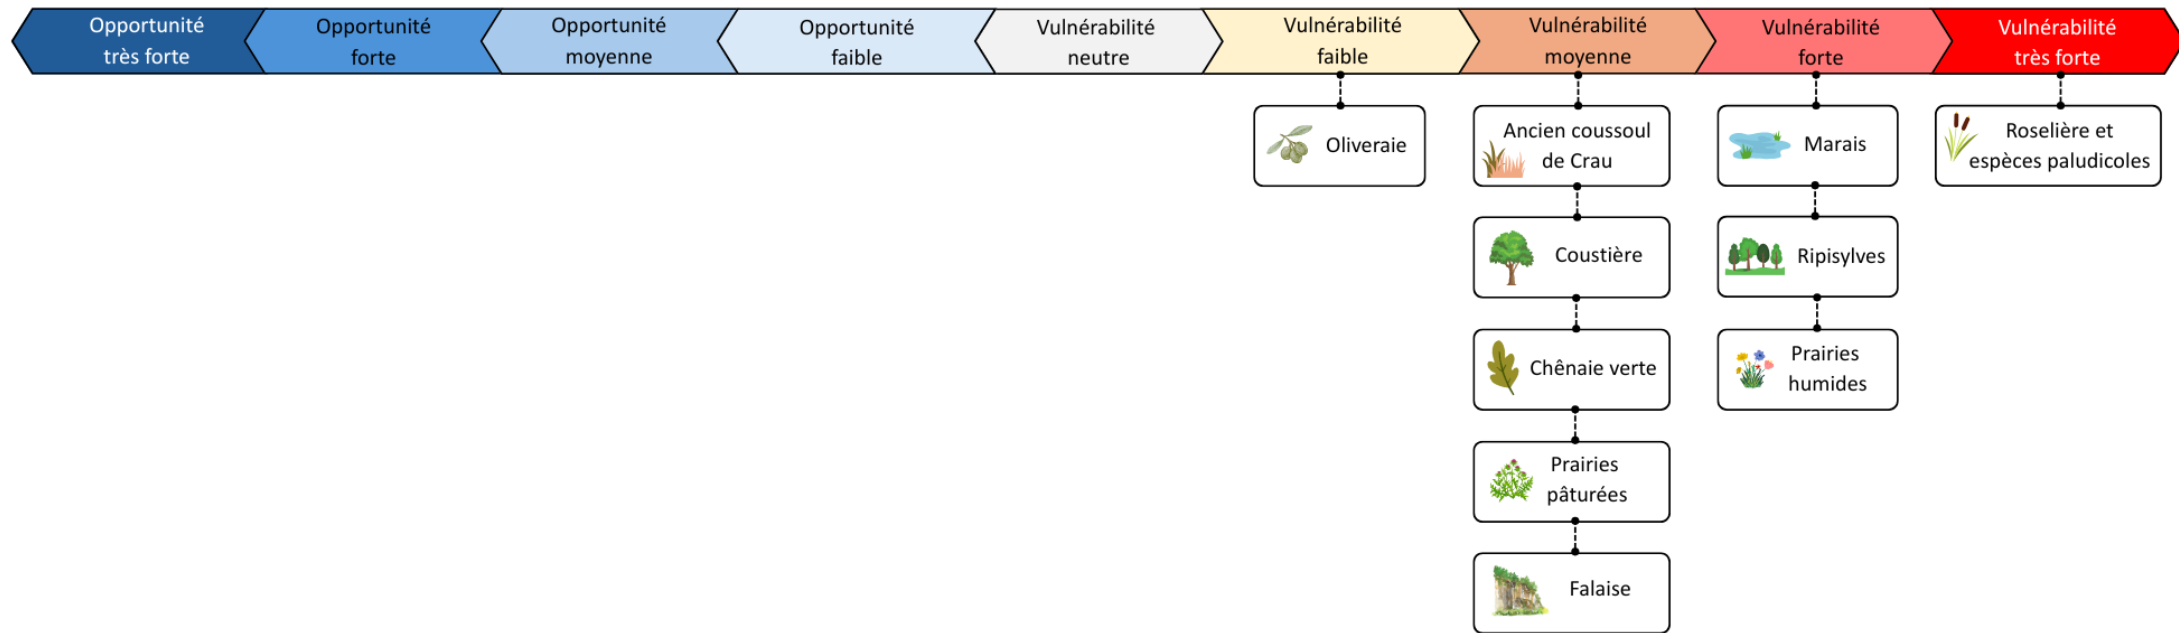 Opportunité
très forte
Opportunité
forte
Opportunité
moyenne
Opportunité
faible
Vulnérabilité
neutre
Vulnérabilité
faible
Vulnérabilité
moyenne
Vulnérabilité
forte
Vulnérabilité
très forte
Oliveraie
Ancien coussoul
de Crau
Coustière
Chênaie verte
Prairies
pâturées
Falaise
Marais
Ripisylves
Prairies
humides
Roselière et
espèces paludicoles